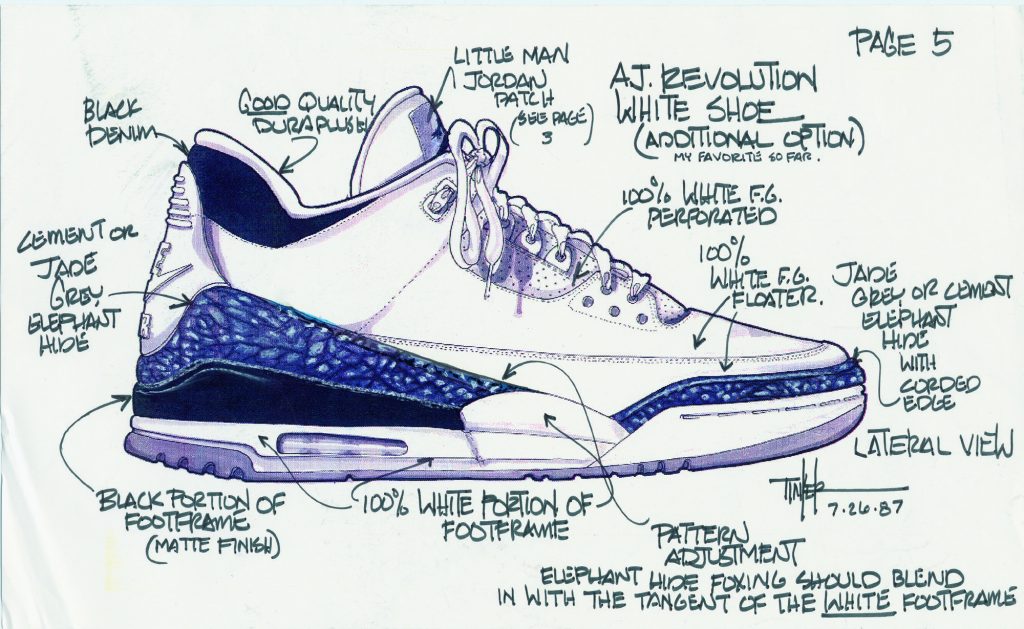 PAGE 5
LITTLE MAN
JORDAN
PATCH
(SEE PAGE)
3
A.J. REVOLUTION
WHITE SHOE
(ADDITIONAL OPTION)
MY FAVORITE SO FAR.
BLACK
DENIM
GOOD QUALITY
DURAPLUSH
100% WHITE F.G.
PERFORATED
CEMENT OR
JADE
GREY
ELEPHANT
HIDE
100%
WHITE F.G.
FLOATER.
JADE
GREY OR CEMENT
ELEPHANT
HIDE
WITH
CORDED
EDGE
LATERAL VIEW
TINKER
7.26.87
BLACK PORTION OF
FOOTFRAME
(MATTE FINISH)
100% WHITE PORTION OF
FOOTFRAME
PATTERN
ADJUSTMENT
ELEPHANT HIDE FOXING SHOULD BLEND
IN WITH THE TANGENT OF THE WHITE FOOTFRAME